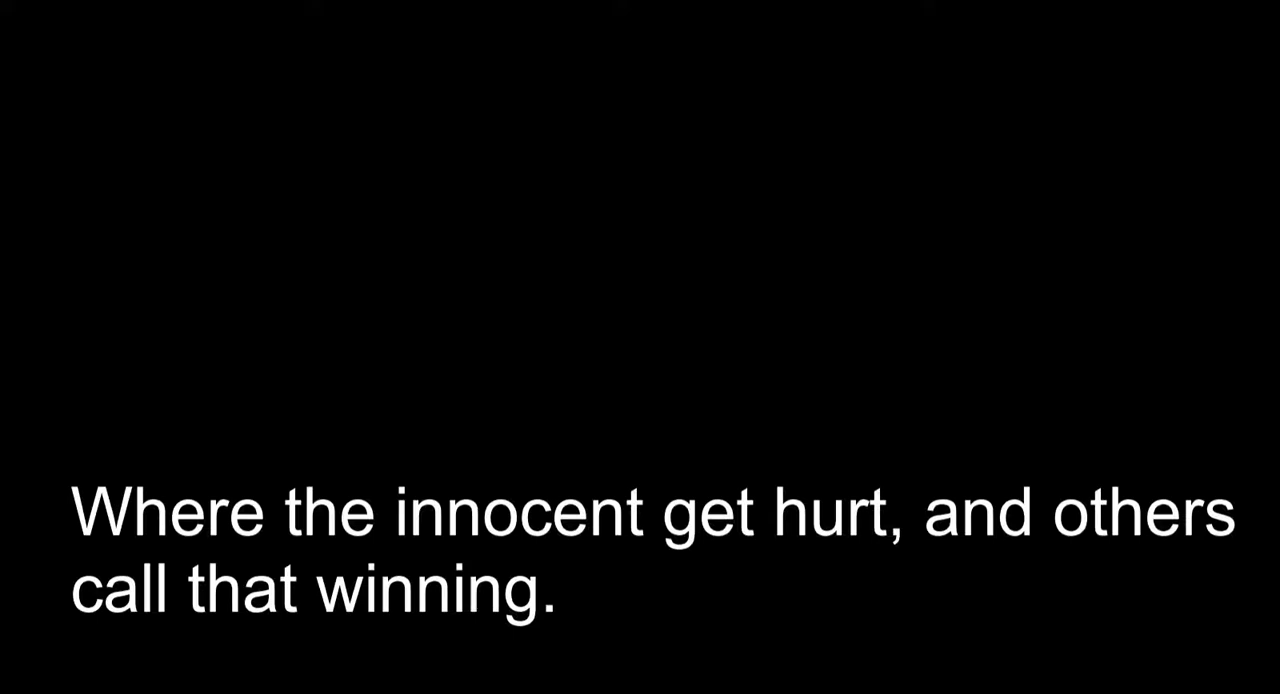 Where the innocent get hurt, and others
call that winning.